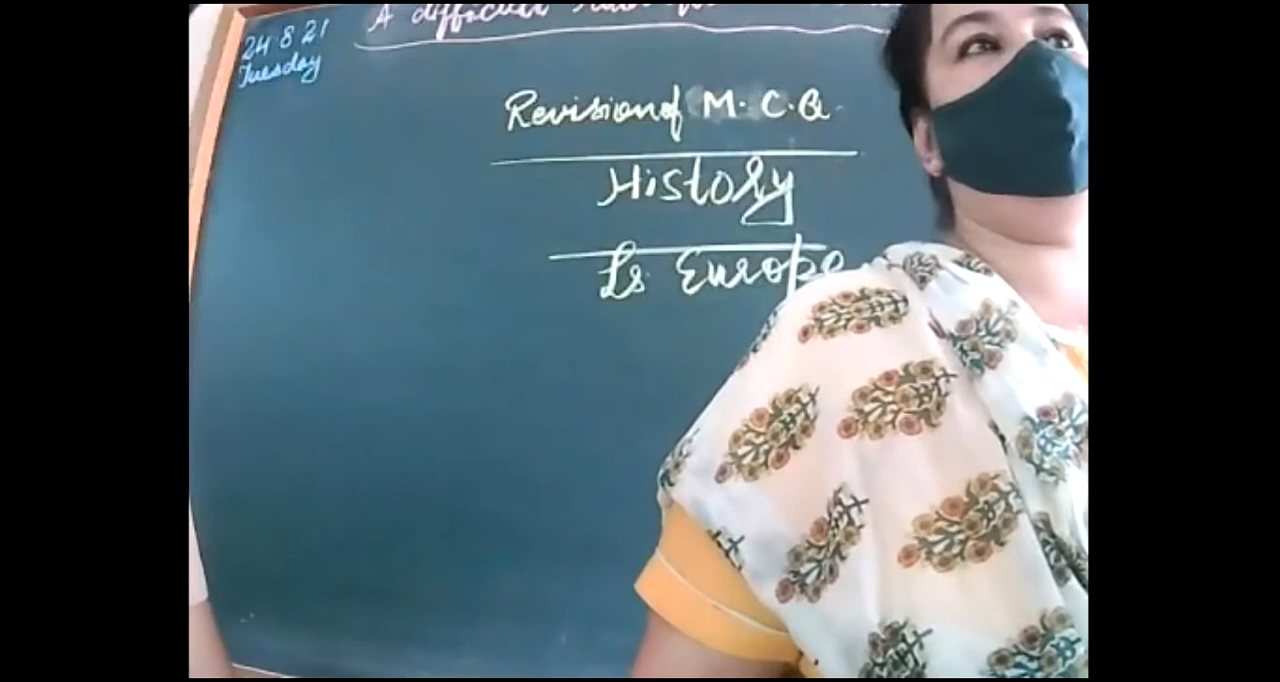 A difficult
24.8.21
Tuesday
Revision of M.C.Q.
History
Ls. Europe